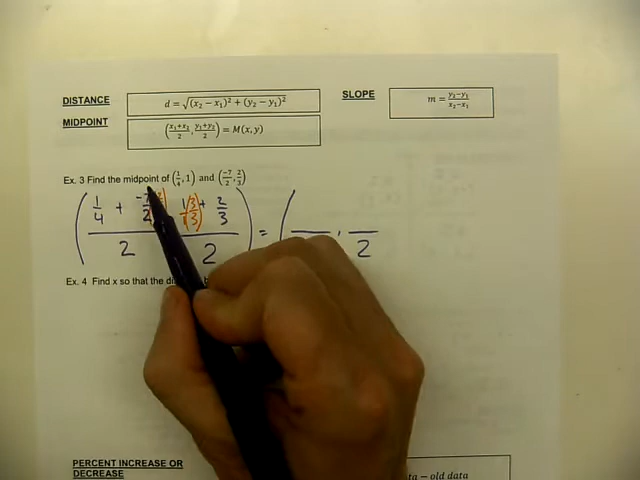 DISTANCE
d = √(x₂ − x₁)² + (y₂ − y₁)²
SLOPE
m = y₂−y₁/x₂−x₁
MIDPOINT
(x₁+x₂/2, y₁+y₂/2) = M(x, y)
Ex. 3 Find the midpoint of (1/4, 1) and (−7/2, 2/3)
(1/4 + −7/2 1/1 (3/3) + 2/3) = ( ,
2 2 2
Ex. 4 Find x so that the
PERCENT INCREASE OR
DECREASE
− old data
old data